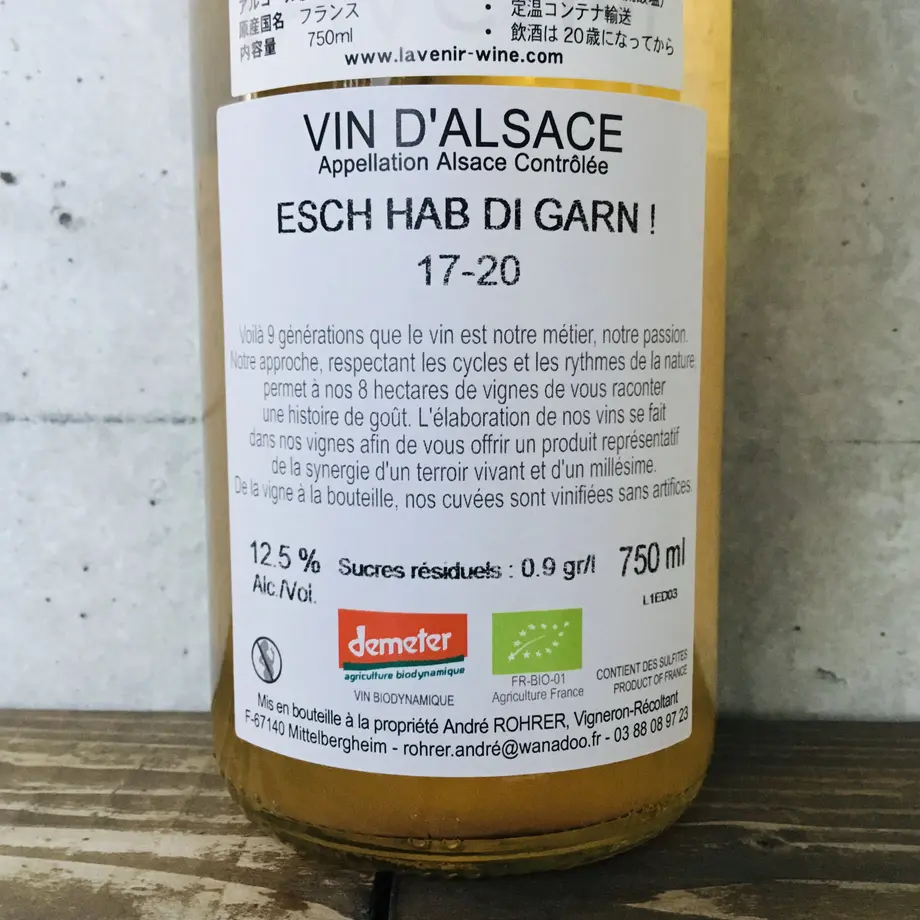 原産国名 フランス
内容量 750ml
• 定温コンテナ輸送
• 飲酒は20歳になってから
www.lavenir-wine.com
VIN D'ALSACE
Appellation Alsace Contrôlée
ESCH HAB DI GARN !
17-20
Voilà 9 générations que le vin est notre métier, notre passion.
Notre approche, respectant les cycles et les rythmes de la nature
permet à nos 8 hectares de vignes de vous raconter
une histoire de goût. L'élaboration de nos vins se fait
dans nos vignes afin de vous offrir un produit représentatif
de la synergie d'un terroir vivant et d'un millésime.
De la vigne à la bouteille, nos cuvées sont vinifiées sans artifices.
12.5 %
Alc./Vol.
Sucres résiduels : 0.9 gr/l
750 ml
L1ED03
demeter
agriculture biodynamique
VIN BIODYNAMIQUE
FR-BIO-01
Agriculture France
CONTIENT DES SULFITES
PRODUCT OF FRANCE
Mis en bouteille à la propriété André ROHRER, Vigneron-Récoltant
F-67140 Mittelbergheim - rohrer.andré@wanadoo.fr - 03 88 08 97 23